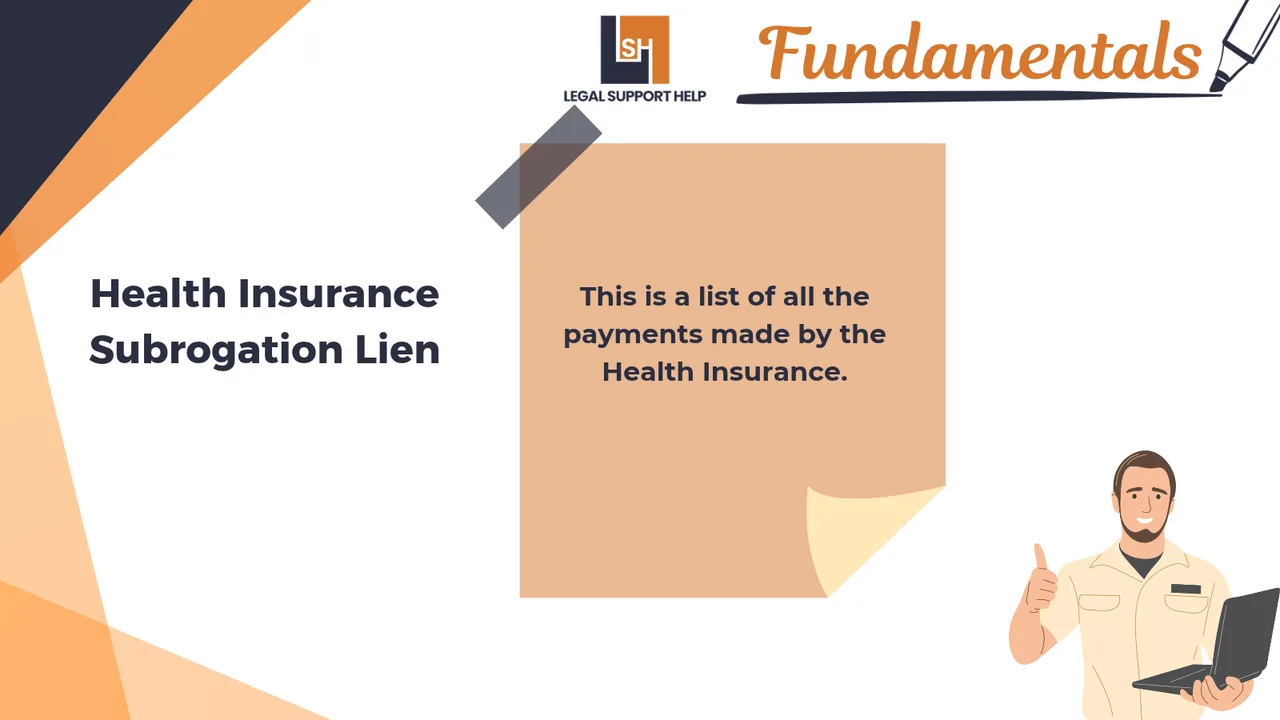 SH
LEGAL SUPPORT HELP
Fundamentals
Health Insurance
Subrogation Lien
This is a list of all the
payments made by the
Health Insurance.